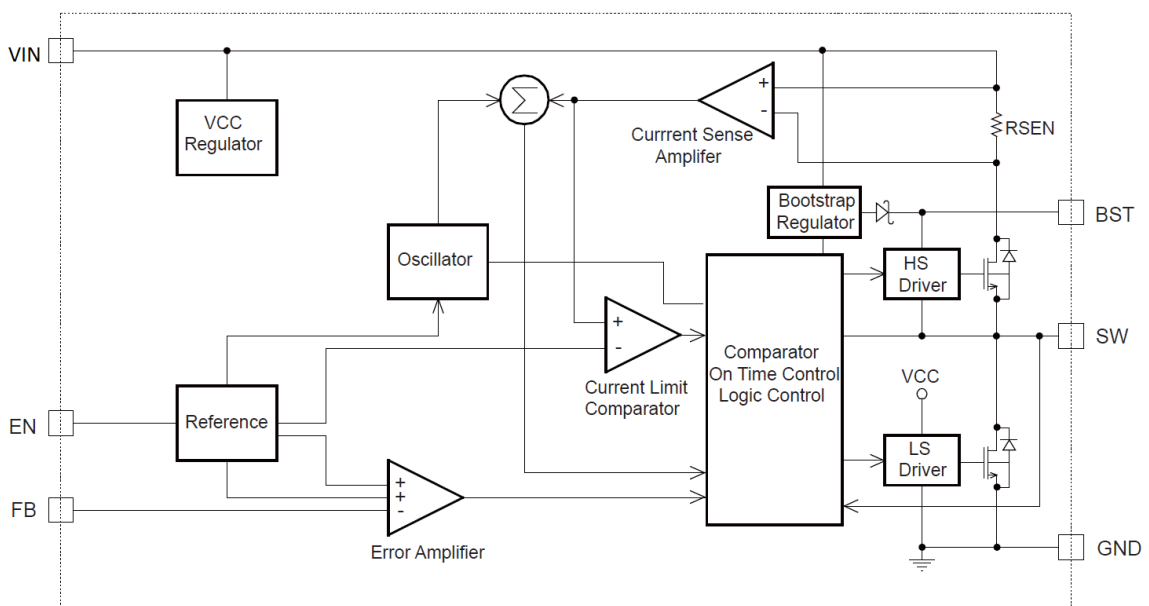 VIN
VCC
Regulator
Σ
+
-
Currrent Sense
Amplifer
RSEN
Bootstrap
Regulator
BST
Oscillator
HS
Driver
+
-
Current Limit
Comparator
Comparator
On Time Control
Logic Control
SW
VCC
EN
Reference
LS
Driver
+
+
-
FB
Error Amplifier
GND